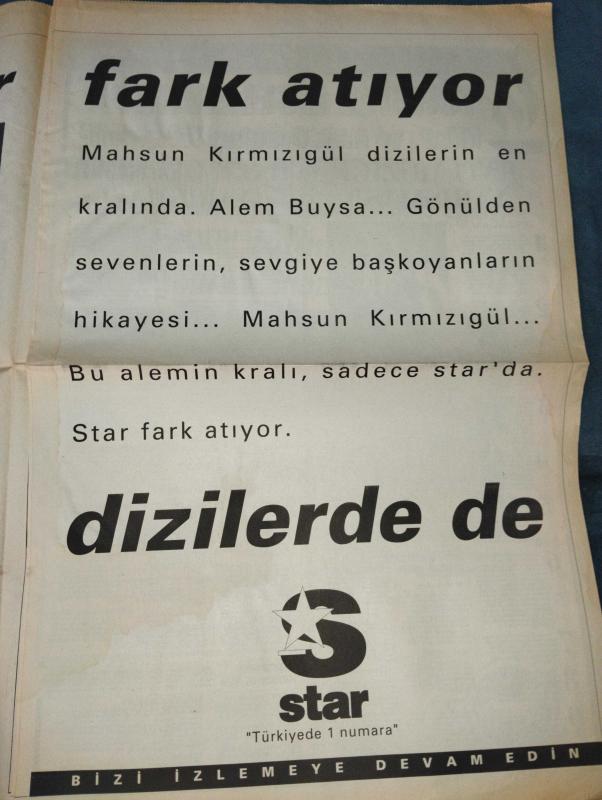 fark atıyor
Mahsun Kırmızıgül dizilerin en
kralında. Alem Buysa... Gönülden
sevenlerin, sevgiye başkoyanların
hikayesi... Mahsun Kırmızıgül...
Bu alemin kralı, sadece star'da.
Star fark atıyor.
dizilerde de
S
star
"Türkiyede 1 numara"
BİZİ İZLEMEYE DEVAM EDİN